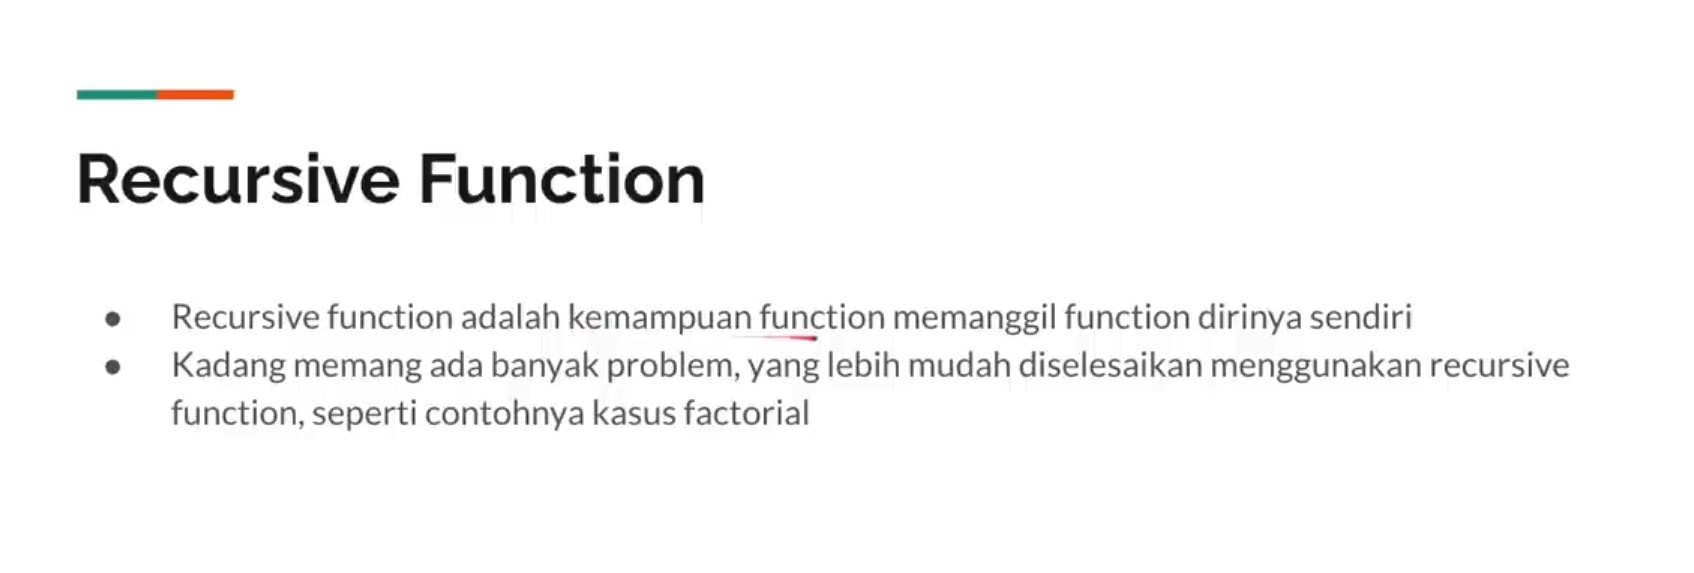 Recursive Function
● Recursive function adalah kemampuan function memanggil function dirinya sendiri
● Kadang memang ada banyak problem, yang lebih mudah diselesaikan menggunakan recursive
function, seperti contohnya kasus factorial